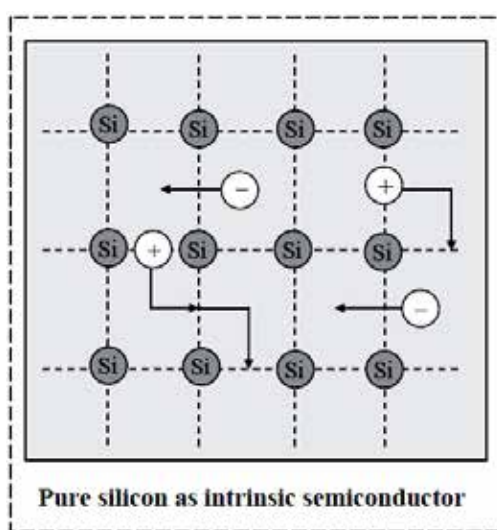 Si Si Si Si
− +
Si + Si Si Si
−
Si Si Si Si
Pure silicon as intrinsic semiconductor